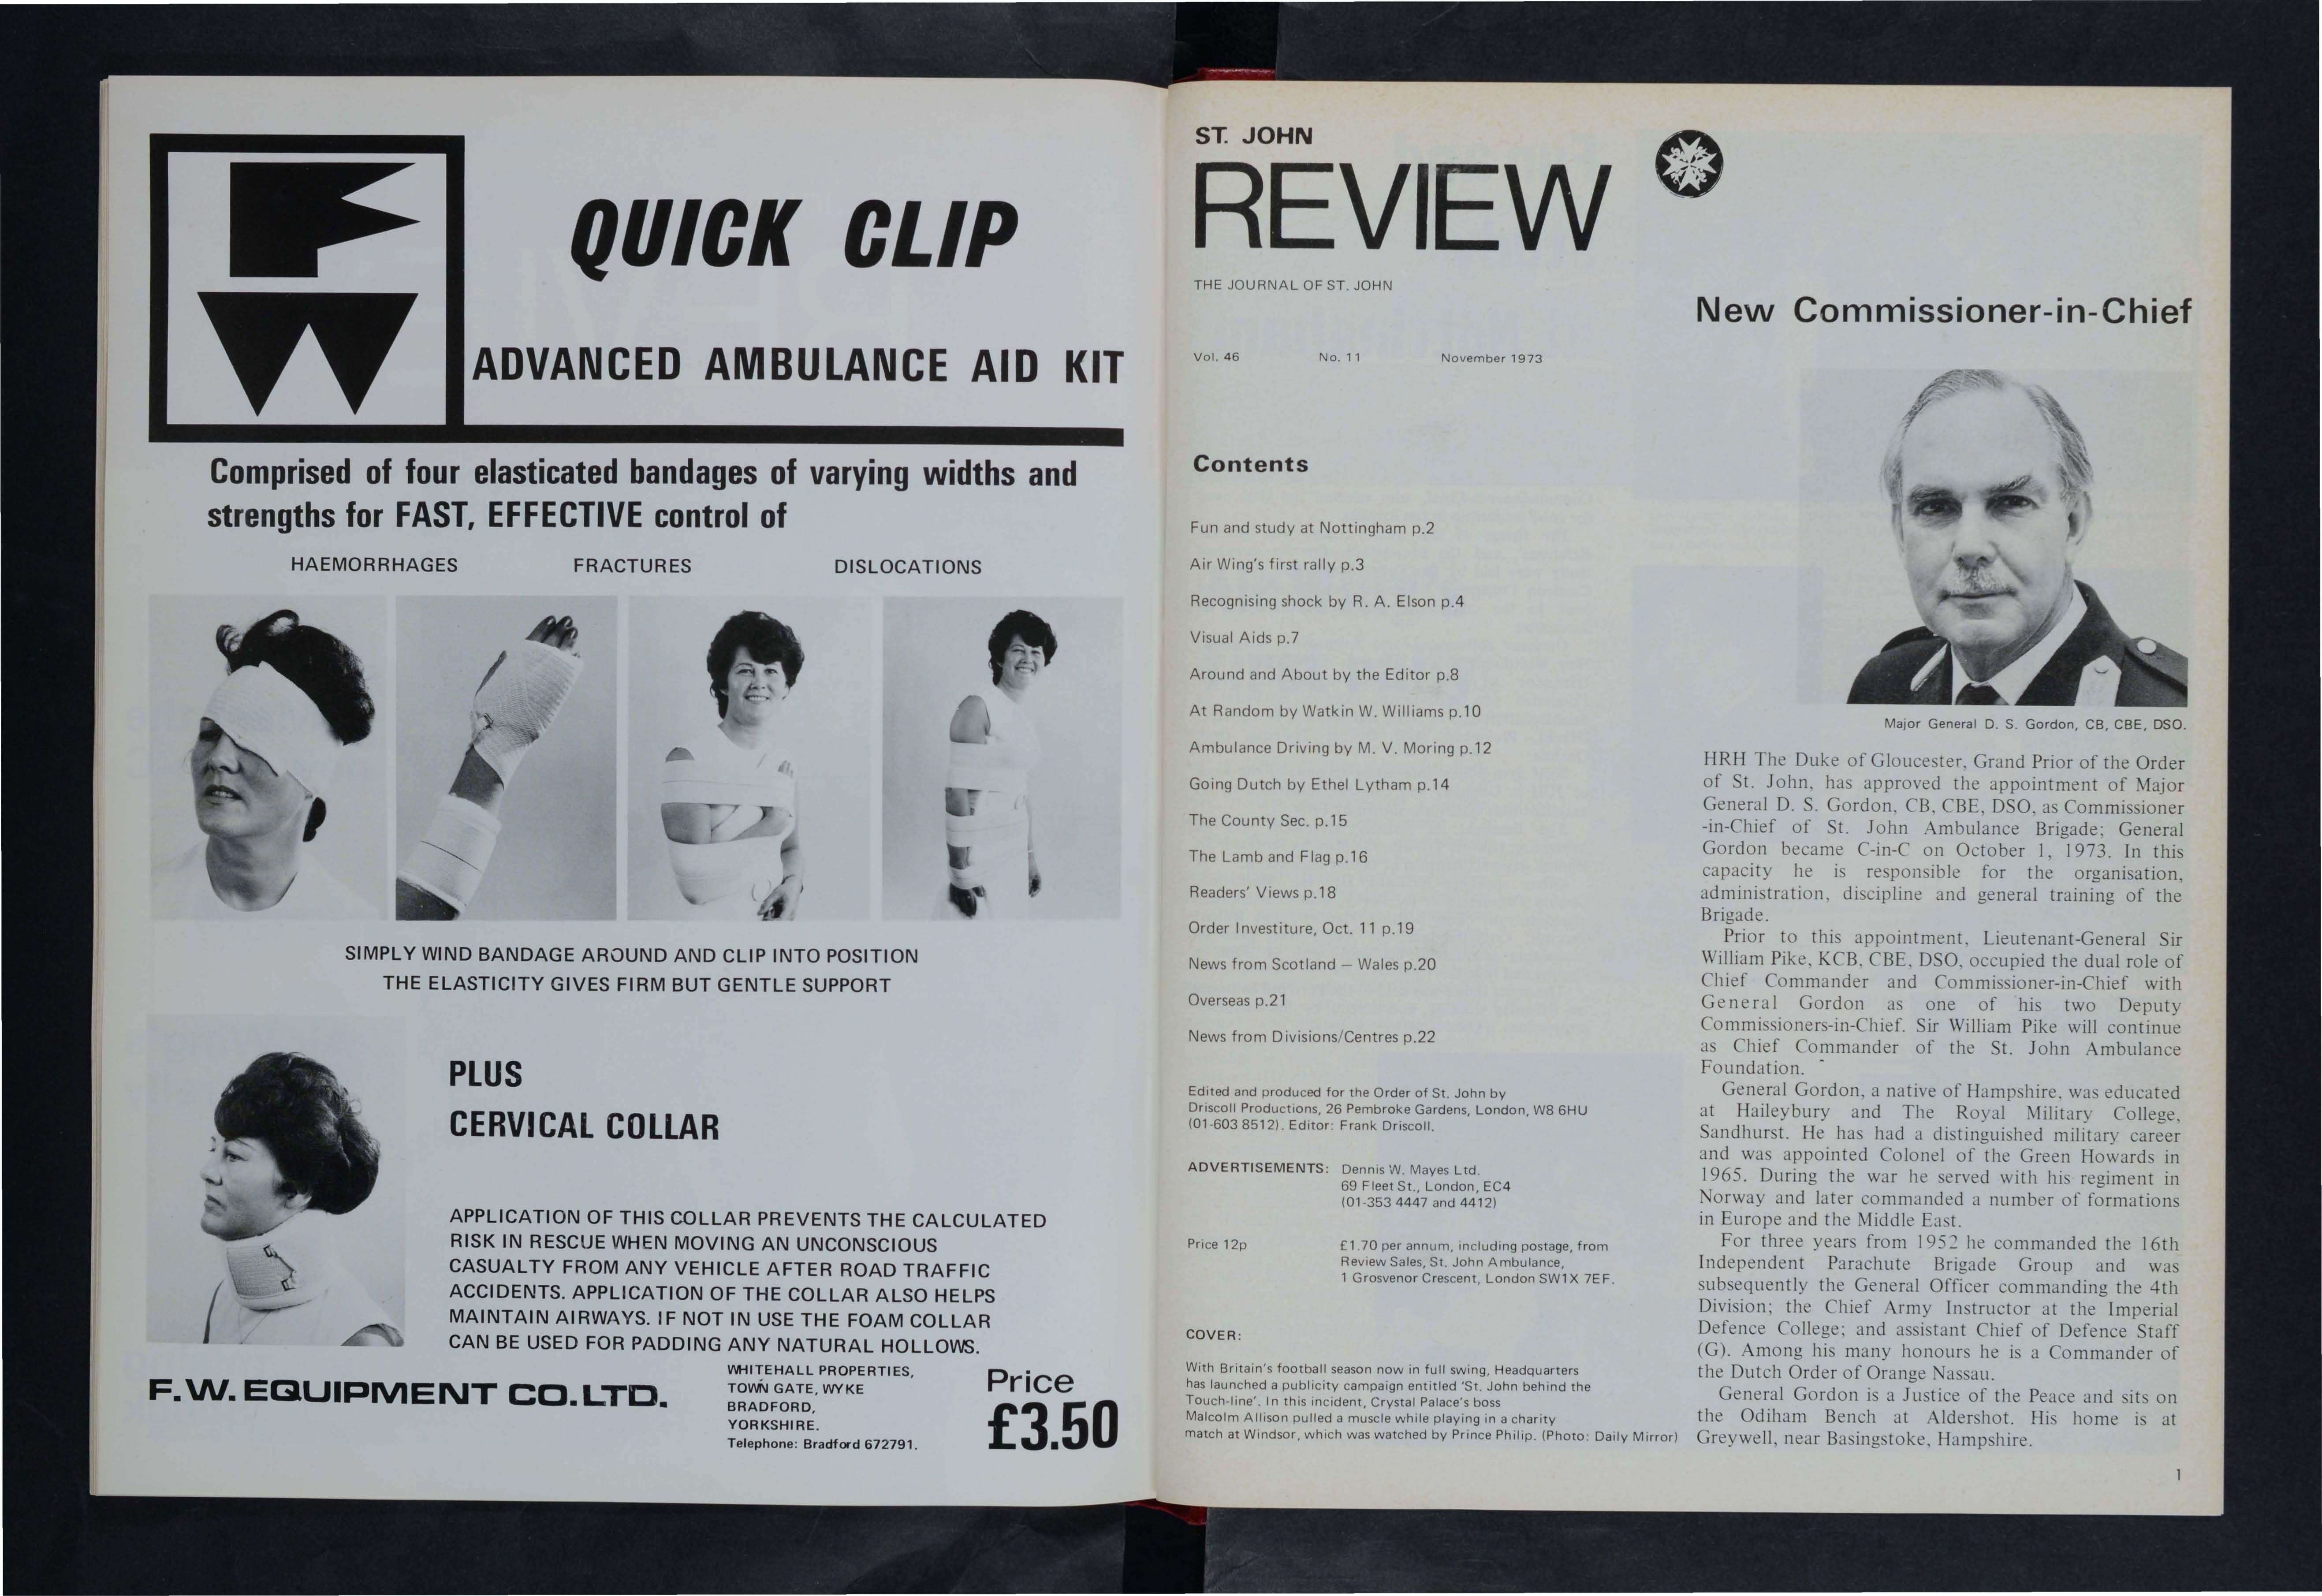 QUICK CLIP
ADVANCED AMBULANCE AID KIT
Comprised of four elasticated bandages of varying widths and
strengths for FAST, EFFECTIVE control of
HAEMORRHAGES FRACTURES DISLOCATIONS
SIMPLY WIND BANDAGE AROUND AND CLIP INTO POSITION
THE ELASTICITY GIVES FIRM BUT GENTLE SUPPORT
PLUS
CERVICAL COLLAR
APPLICATION OF THIS COLLAR PREVENTS THE CALCULATED
RISK IN RESCUE WHEN MOVING AN UNCONSCIOUS
CASUALTY FROM ANY VEHICLE AFTER ROAD TRAFFIC
ACCIDENTS. APPLICATION OF THE COLLAR ALSO HELPS
MAINTAIN AIRWAYS. IF NOT IN USE THE FOAM COLLAR
CAN BE USED FOR PADDING ANY NATURAL HOLLOWS.
F.W. EQUIPMENT CO. LTD.
WHITEHALL PROPERTIES,
TOWN GATE, WYKE
BRADFORD,
YORKSHIRE.
Telephone: Bradford 672791.
Price
£3.50
ST. JOHN
REVIEW
THE JOURNAL OF ST. JOHN
Vol. 46 No. 11 November 1973
Contents
Fun and study at Nottingham p.2
Air Wing's first rally p.3
Recognising shock by R. A. Elson p.4
Visual Aids p.7
Around and About by the Editor p.8
At Random by Watkin W. Williams p.10
Ambulance Driving by M. V. Moring p.12
Going Dutch by Ethel Lytham p.14
The County Sec. p.15
The Lamb and Flag p.16
Readers' Views p.18
Order Investiture, Oct. 11 p.19
News from Scotland — Wales p.20
Overseas p.21
News from Divisions/Centres p.22
Edited and produced for the Order of St. John by
Driscoll Productions, 26 Pembroke Gardens, London, W8 6HU
(01-603 8512). Editor: Frank Driscoll.
ADVERTISEMENTS: Dennis W. Mayes Ltd.
69 Fleet St., London, EC4
(01-353 4447 and 4412)
Price 12p £1.70 per annum, including postage, from
Review Sales, St. John Ambulance,
1 Grosvenor Crescent, London SW1X 7EF.
COVER:
With Britain's football season now in full swing, Headquarters
has launched a publicity campaign entitled 'St. John behind the
Touch-line'. In this incident, Crystal Palace's boss
Malcolm Allison pulled a muscle while playing in a charity
match at Windsor, which was watched by Prince Philip. (Photo: Daily Mirror)
New Commissioner-in-Chief
Major General D. S. Gordon, CB, CBE, DSO.
HRH The Duke of Gloucester, Grand Prior of the Order
of St. John, has approved the appointment of Major
General D. S. Gordon, CB, CBE, DSO, as Commissioner
-in-Chief of St. John Ambulance Brigade; General
Gordon became C-in-C on October 1, 1973. In this
capacity he is responsible for the organisation,
administration, discipline and general training of the
Brigade.
Prior to this appointment, Lieutenant-General Sir
William Pike, KCB, CBE, DSO, occupied the dual role of
Chief Commander and Commissioner-in-Chief with
General Gordon as one of his two Deputy
Commissioners-in-Chief. Sir William Pike will continue
as Chief Commander of the St. John Ambulance
Foundation.
General Gordon, a native of Hampshire, was educated
at Haileybury and The Royal Military College,
Sandhurst. He has had a distinguished military career
and was appointed Colonel of the Green Howards in
1965. During the war he served with his regiment in
Norway and later commanded a number of formations
in Europe and the Middle East.
For three years from 1952 he commanded the 16th
Independent Parachute Brigade Group and was
subsequently the General Officer commanding the 4th
Division; the Chief Army Instructor at the Imperial
Defence College; and assistant Chief of Defence Staff
(G). Among his many honours he is a Commander of
the Dutch Order of Orange Nassau.
General Gordon is a Justice of the Peace and sits on
the Odiham Bench at Aldershot. His home is at
Greywell, near Basingstoke, Hampshire.
1